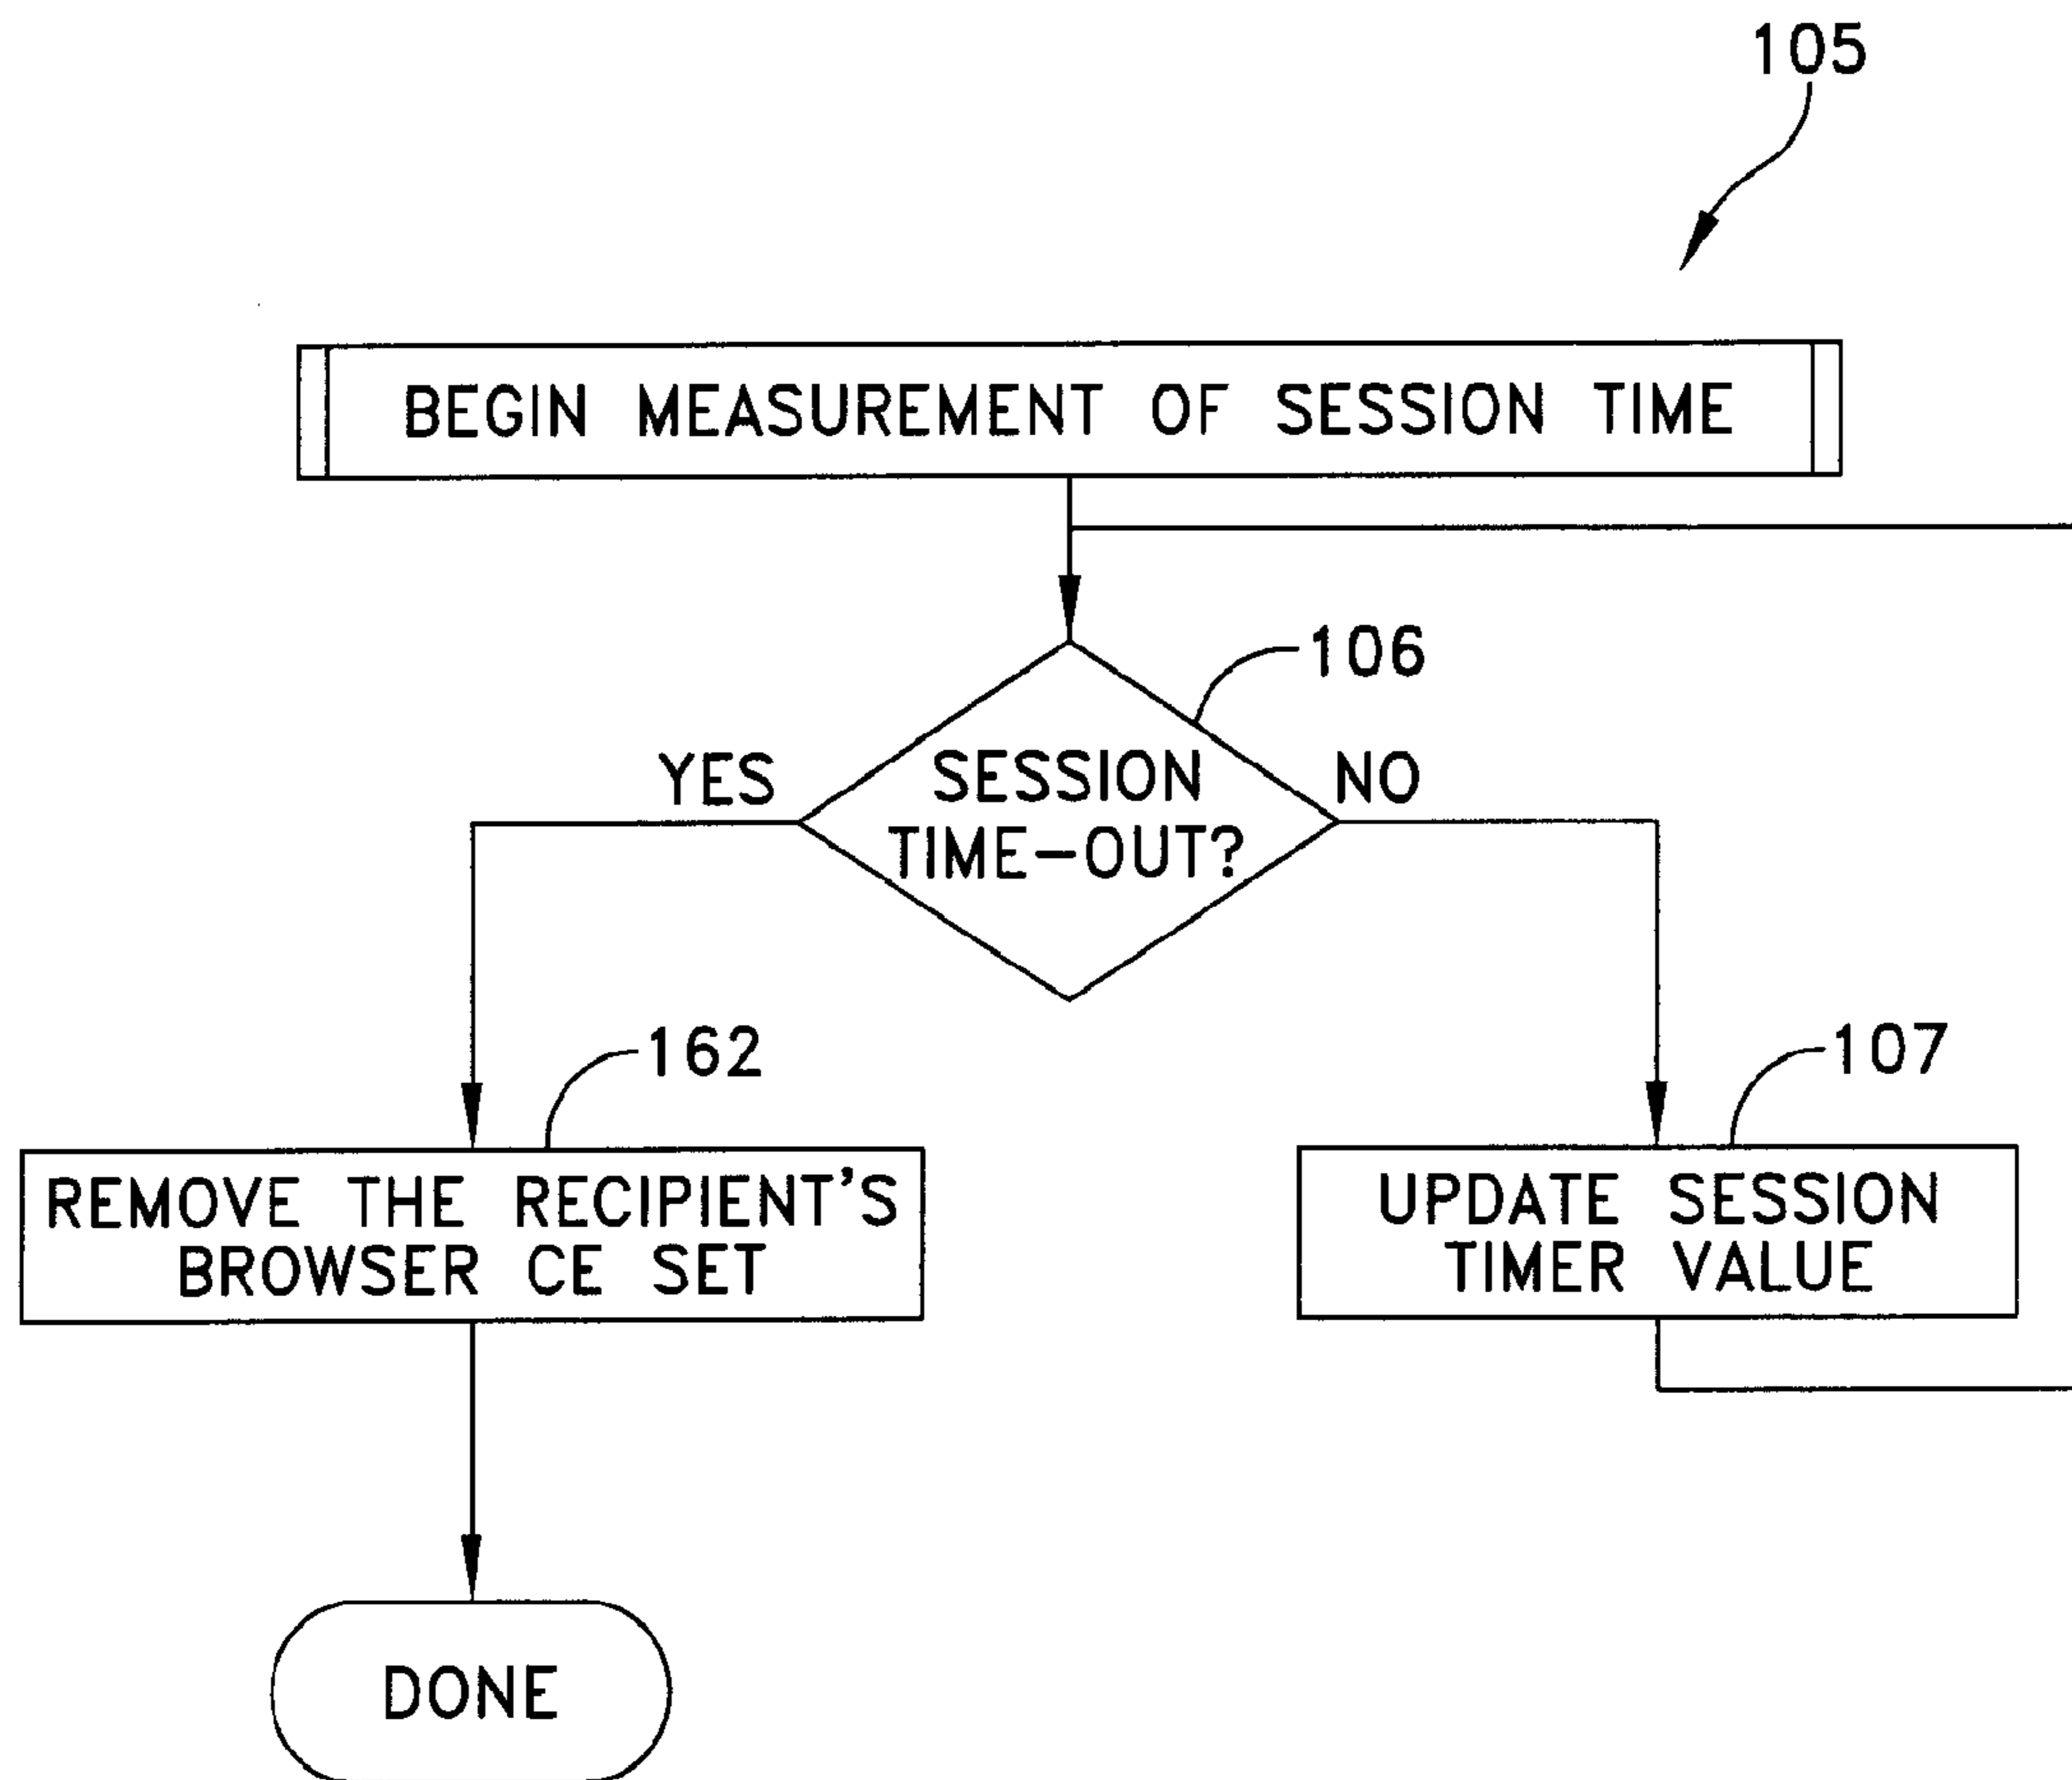 105
BEGIN MEASUREMENT OF SESSION TIME
106
YES
SESSION
TIME-OUT?
NO
162
107
REMOVE THE RECIPIENT'S
BROWSER CE SET
UPDATE SESSION
TIMER VALUE
DONE